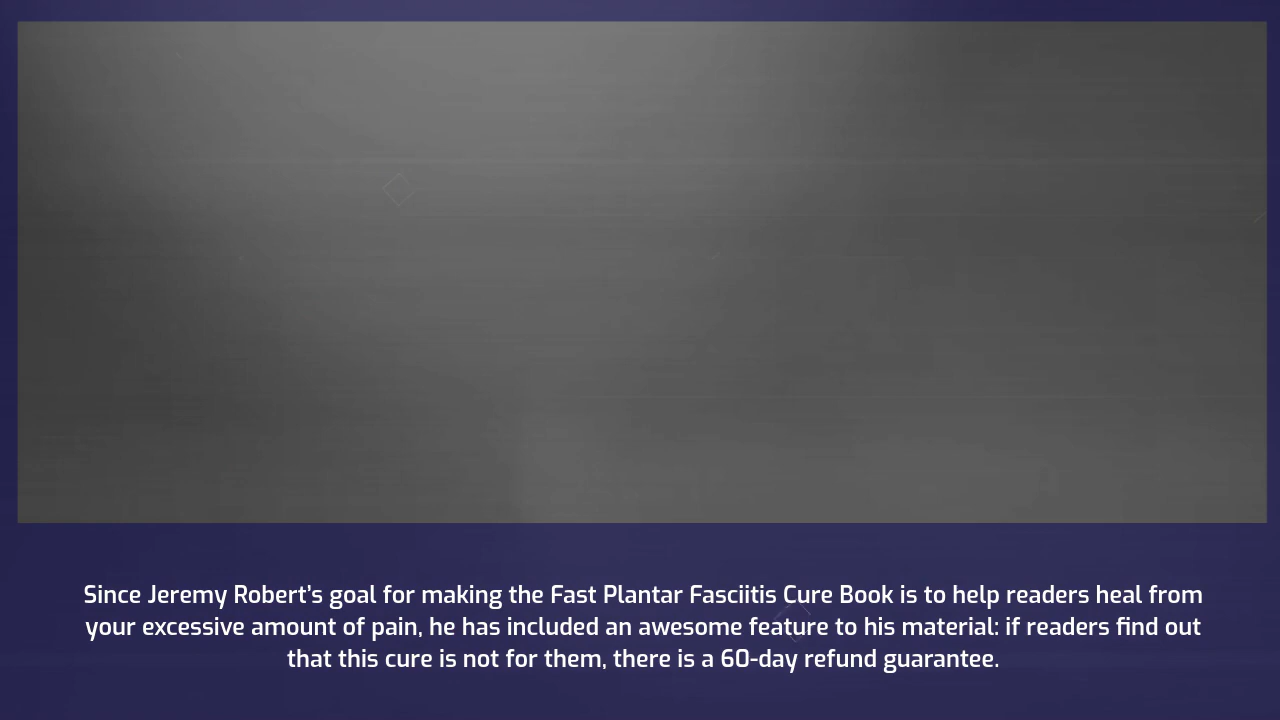 Since Jeremy Robert's goal for making the Fast Plantar Fasciitis Cure Book is to help readers heal from
your excessive amount of pain, he has included an awesome feature to his material: if readers find out
that this cure is not for them, there is a 60-day refund guarantee.